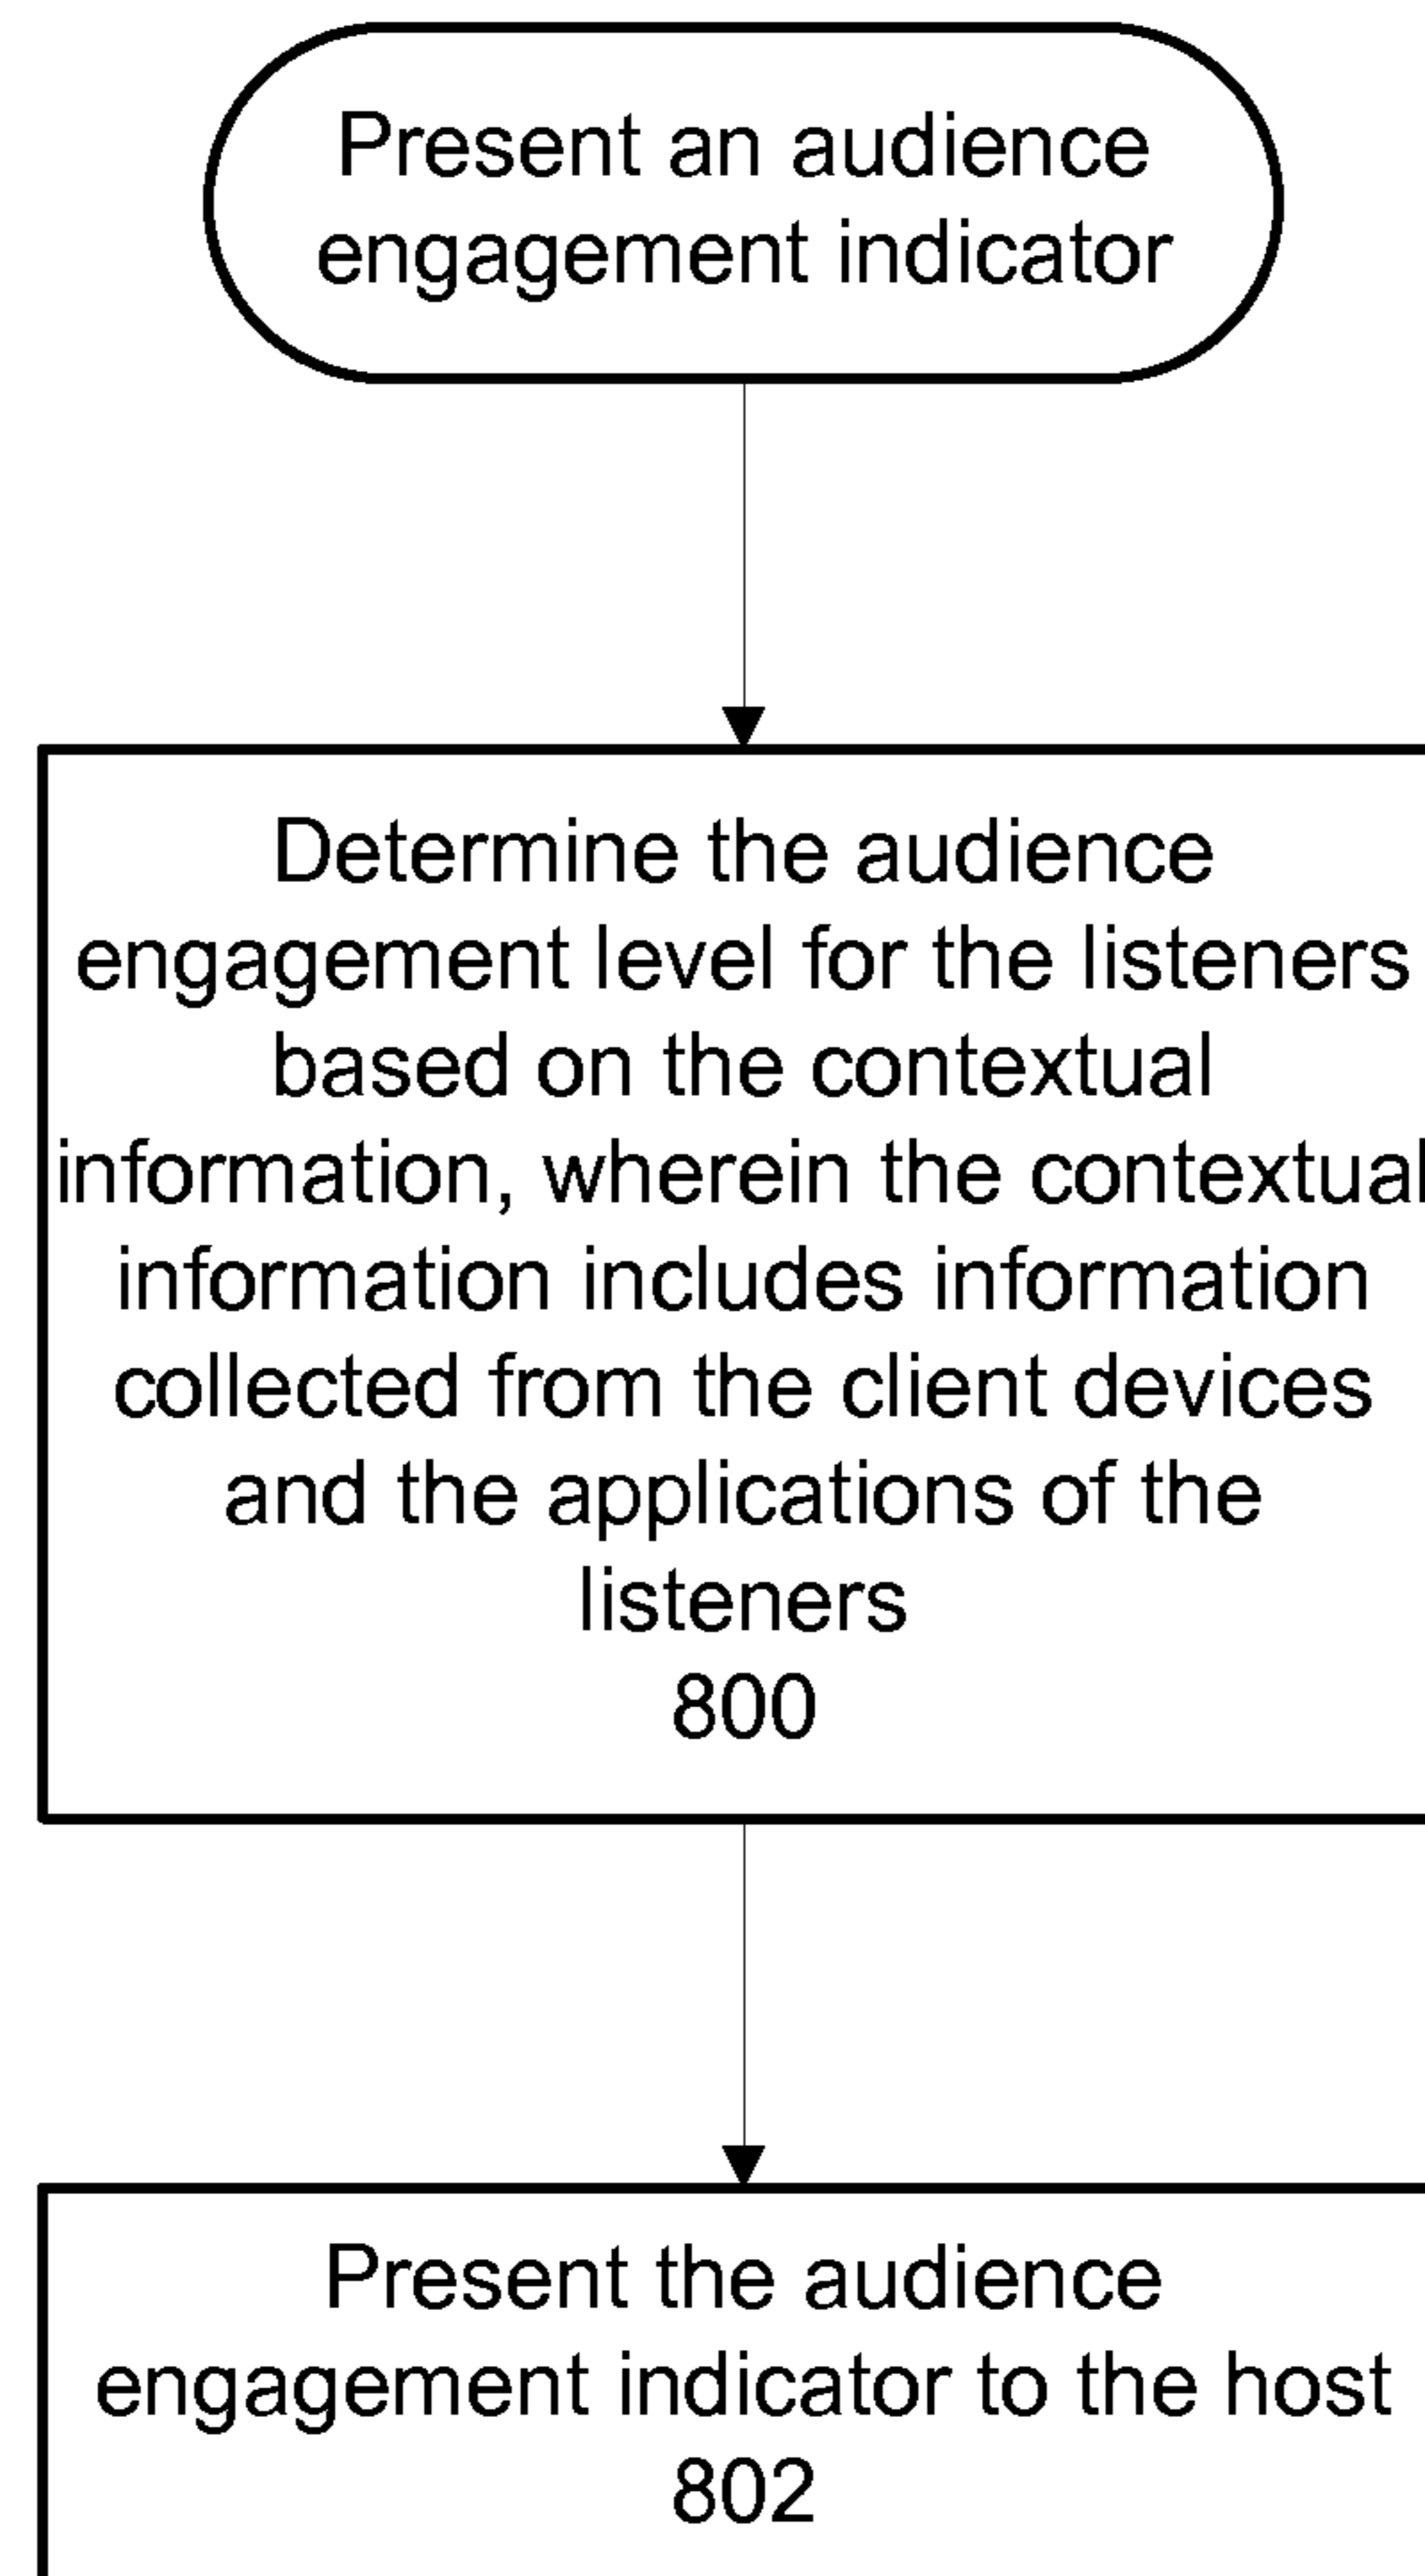 Present an audience
engagement indicator
Determine the audience
engagement level for the listeners
based on the contextual
information, wherein the contextual
information includes information
collected from the client devices
and the applications of the
listeners
800
Present the audience
engagement indicator to the host
802